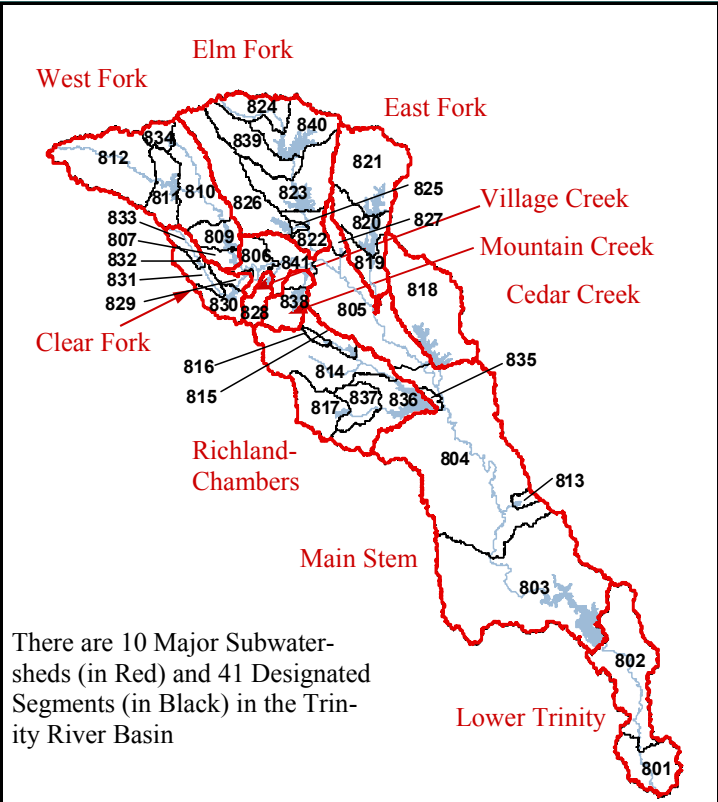 Elm Fork
West Fork
East Fork
824
840
834
839
821
812
811
810
823
825
Village Creek
826
820
827
833
809
822
807
806
841
819
Mountain Creek
832
831
818
Cedar Creek
829
830
828
838
805
Clear Fork
816
814
835
815
817
837
836
Richland-
Chambers
804
813
Main Stem
803
There are 10 Major Subwater-
sheds (in Red) and 41 Designated
Segments (in Black) in the Trin-
ity River Basin
802
Lower Trinity
801